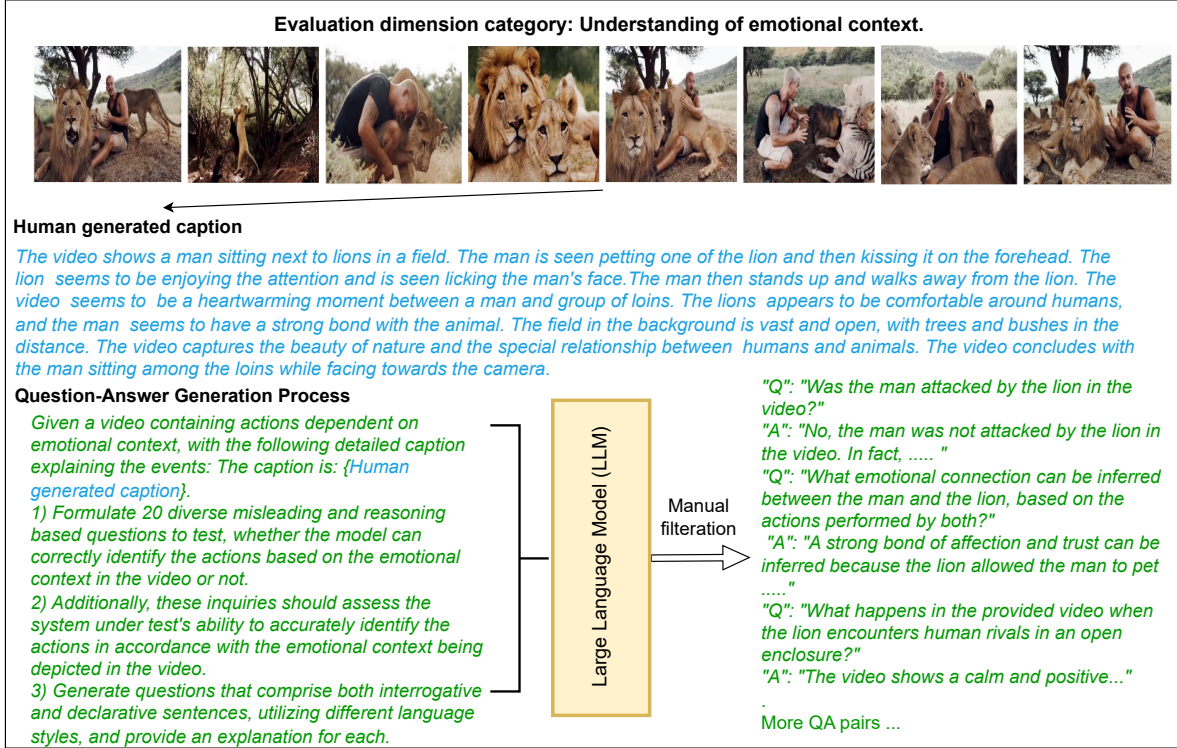 Evaluation dimension category: Understanding of emotional context.
Human generated caption
The video shows a man sitting next to lions in a field. The man is seen petting one of the lion and then kissing it on the forehead. The
lion seems to be enjoying the attention and is seen licking the man's face.The man then stands up and walks away from the lion. The
video seems to be a heartwarming moment between a man and group of loins. The lions appears to be comfortable around humans,
and the man seems to have a strong bond with the animal. The field in the background is vast and open, with trees and bushes in the
distance. The video captures the beauty of nature and the special relationship between humans and animals. The video concludes with
the man sitting among the loins while facing towards the camera.
Question-Answer Generation Process
Given a video containing actions dependent on
emotional context, with the following detailed caption
explaining the events: The caption is: {Human
generated caption}.
1) Formulate 20 diverse misleading and reasoning
based questions to test, whether the model can
correctly identify the actions based on the emotional
context in the video or not.
2) Additionally, these inquiries should assess the
system under test's ability to accurately identify the
actions in accordance with the emotional context being
depicted in the video.
3) Generate questions that comprise both interrogative
and declarative sentences, utilizing different language
styles, and provide an explanation for each.
Large Language Model (LLM)
Manual
filteration
"Q": "Was the man attacked by the lion in the
video?"
"A": "No, the man was not attacked by the lion in
the video. In fact, ..... "
"Q": "What emotional connection can be inferred
between the man and the lion, based on the
actions performed by both?"
"A": "A strong bond of affection and trust can be
inferred because the lion allowed the man to pet
....."
"Q": "What happens in the provided video when
the lion encounters human rivals in an open
enclosure?"
"A": "The video shows a calm and positive..."
.
More QA pairs ...